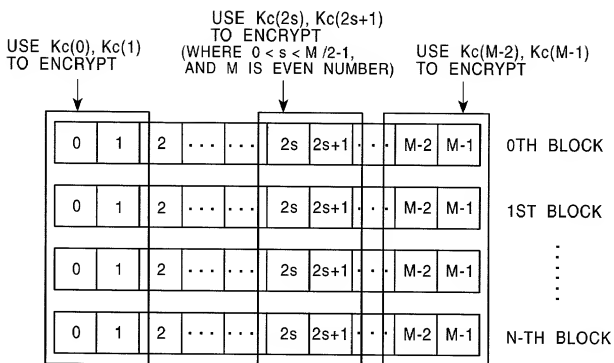 USE Kc(0), Kc(1)
TO ENCRYPT
USE Kc(2s), Kc(2s+1)
TO ENCRYPT
(WHERE 0 < s < M /2-1,
AND M IS EVEN NUMBER)
USE Kc(M-2), Kc(M-1)
TO ENCRYPT
0 1 2 ··· ··· 2s 2s+1 ··· M-2 M-1 0TH BLOCK
0 1 2 ··· ··· 2s 2s+1 ··· M-2 M-1 1ST BLOCK
0 1 2 ··· ··· 2s 2s+1 ··· M-2 M-1
0 1 2 ··· ··· 2s 2s+1 ··· M-2 M-1 N-TH BLOCK